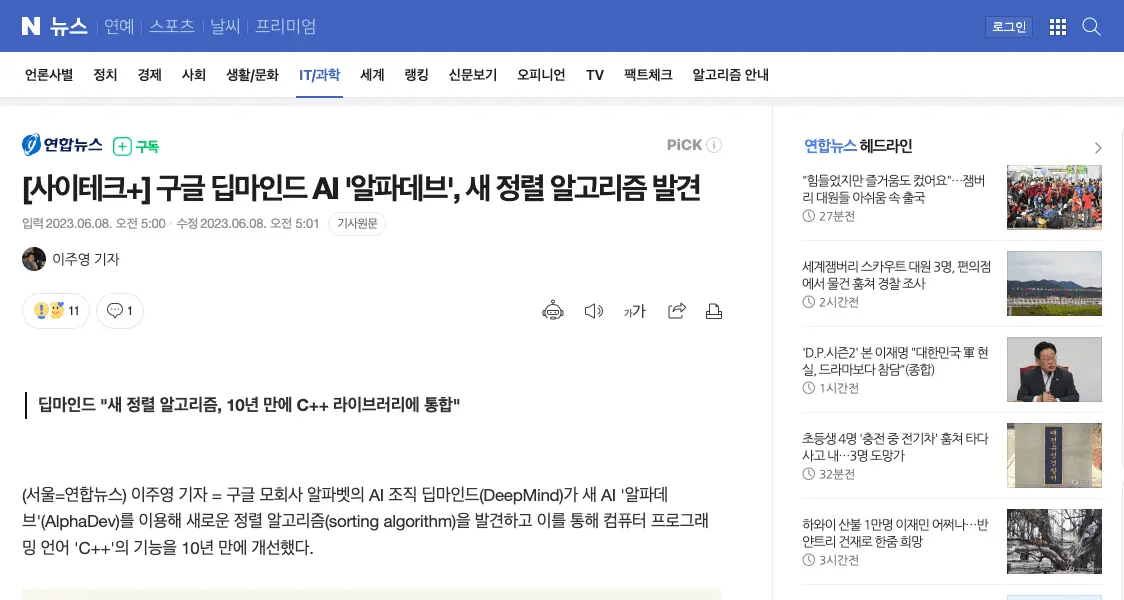 N 뉴스 연예 스포츠 날씨 프리미엄 로그인
언론사별 정치 경제 사회 생활/문화 IT/과학 세계 랭킹 신문보기 오피니언 TV 팩트체크 알고리즘 안내
연합뉴스 구독 PiCK
[사이테크+] 구글 딥마인드 AI '알파데브', 새 정렬 알고리즘 발견
입력 2023.06.08. 오전 5:00 · 수정 2023.06.08. 오전 5:01 기사원문
이주영 기자
11 1
가가
딥마인드 "새 정렬 알고리즘, 10년 만에 C++ 라이브러리에 통합"
(서울=연합뉴스) 이주영 기자 = 구글 모회사 알파벳의 AI 조직 딥마인드(DeepMind)가 새 AI '알파데
브'(AlphaDev)를 이용해 새로운 정렬 알고리즘(sorting algorithm)을 발견하고 이를 통해 컴퓨터 프로그래
밍 언어 'C++'의 기능을 10년 만에 개선했다.
연합뉴스 헤드라인
"힘들었지만 즐거움도 컸어요"…잼버
리 대원들 아쉬움 속 출국
27분전
세계잼버리 스카우트 대원 3명, 편의점
에서 물건 훔쳐 경찰 조사
2시간전
'D.P.시즌2' 본 이재명 "대한민국 軍 현
실, 드라마보다 참담"(종합)
1시간전
초등생 4명 '충전 중 전기차' 훔쳐 타다
사고 내…3명 도망가
32분전
하와이 산불 1만명 이재민 어쩌나…반
얀트리 건재로 한줌 희망
3시간전